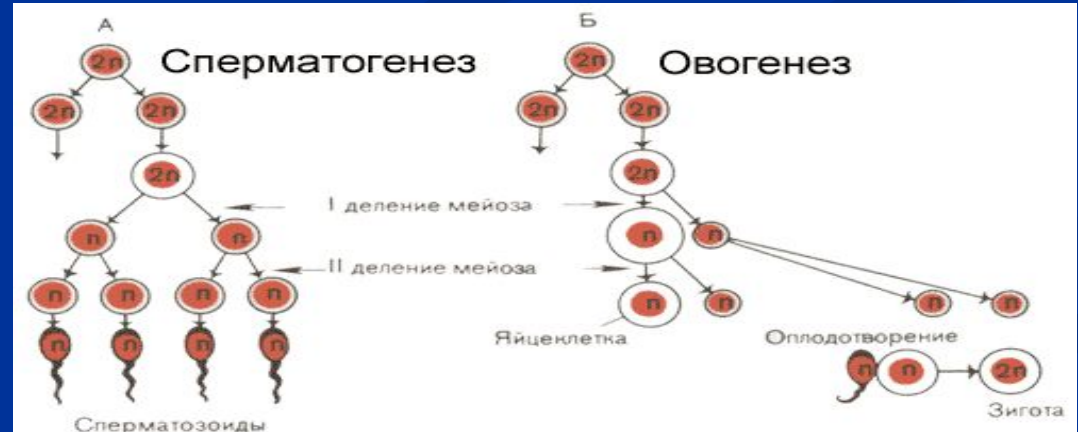 А
Сперматогенез
2n
2n 2n
2n
I деление мейоза
n n
II деление мейоза
n n n n
n n n n
Сперматозоиды
Б
Овогенез
2n
2n 2n
2n
n n
n n n n
Яйцеклетка
Оплодотворение
n n 2n
Зигота